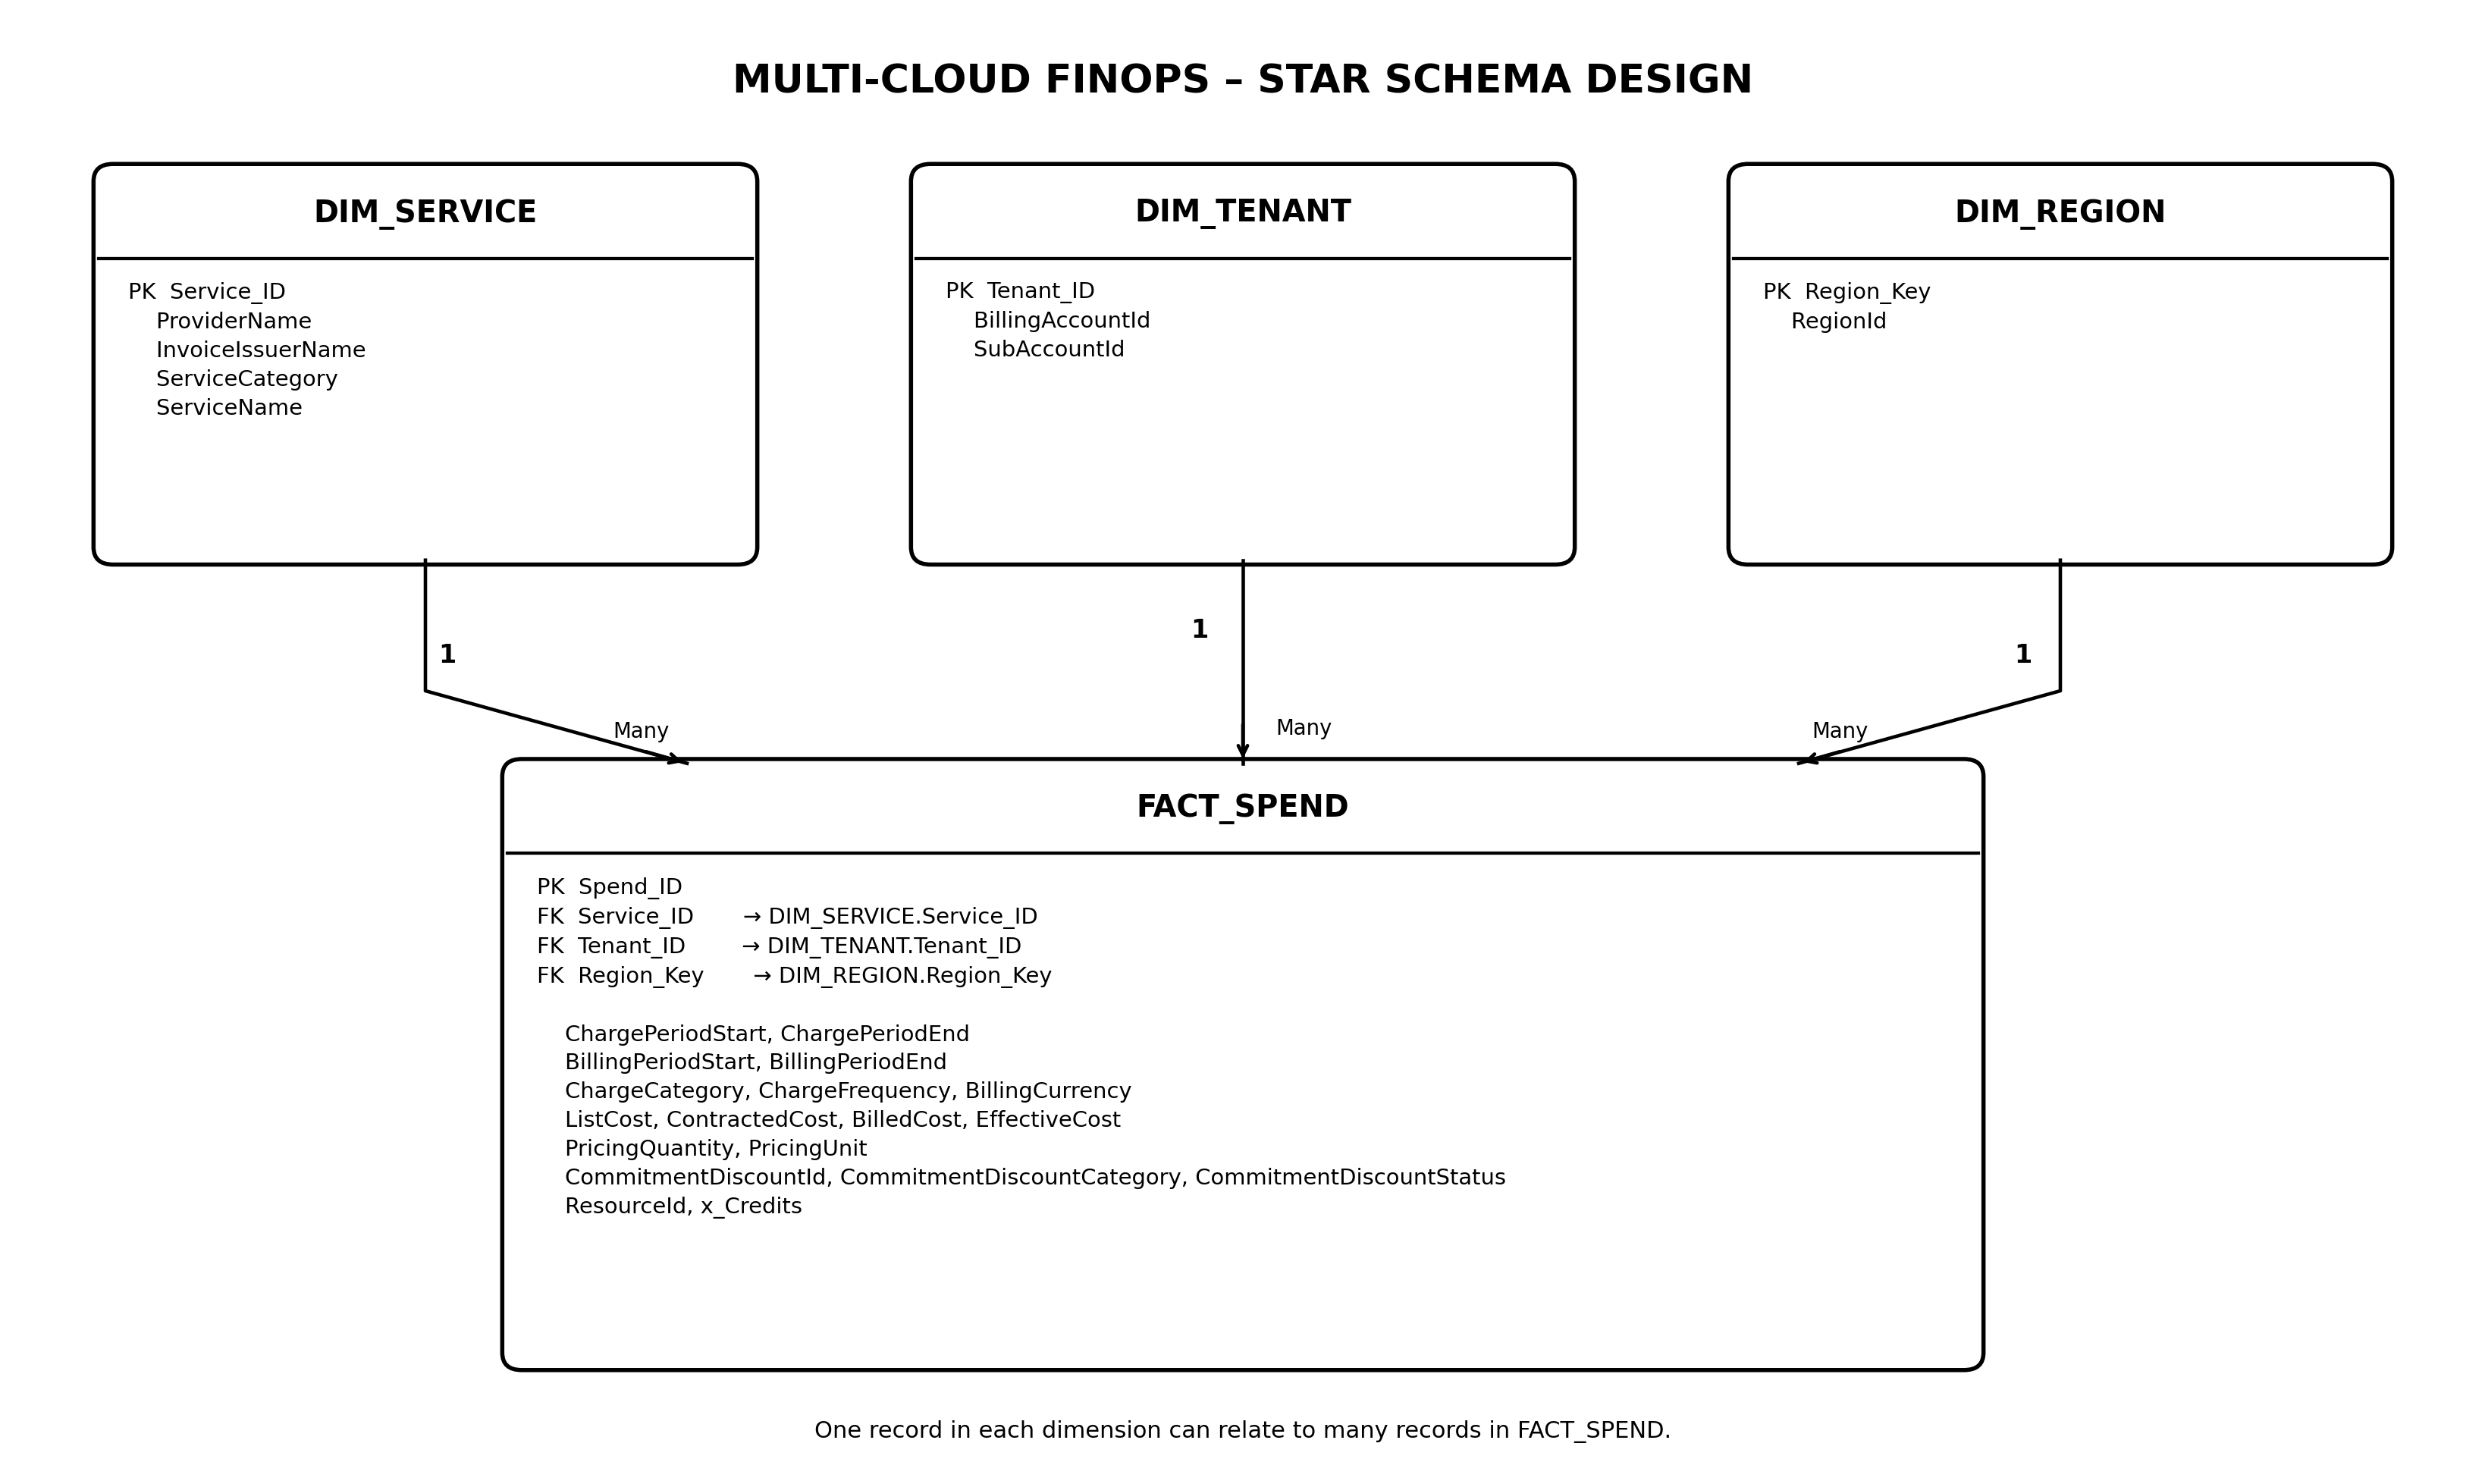 MULTI-CLOUD FINOPS – STAR SCHEMA DESIGN
DIM_SERVICE
PK Service_ID
ProviderName
InvoiceIssuerName
ServiceCategory
ServiceName
DIM_TENANT
PK Tenant_ID
BillingAccountId
SubAccountId
DIM_REGION
PK Region_Key
RegionId
1
Many
1
Many
1
Many
FACT_SPEND
PK Spend_ID
FK Service_ID → DIM_SERVICE.Service_ID
FK Tenant_ID → DIM_TENANT.Tenant_ID
FK Region_Key → DIM_REGION.Region_Key
ChargePeriodStart, ChargePeriodEnd
BillingPeriodStart, BillingPeriodEnd
ChargeCategory, ChargeFrequency, BillingCurrency
ListCost, ContractedCost, BilledCost, EffectiveCost
PricingQuantity, PricingUnit
CommitmentDiscountId, CommitmentDiscountCategory, CommitmentDiscountStatus
ResourceId, x_Credits
One record in each dimension can relate to many records in FACT_SPEND.